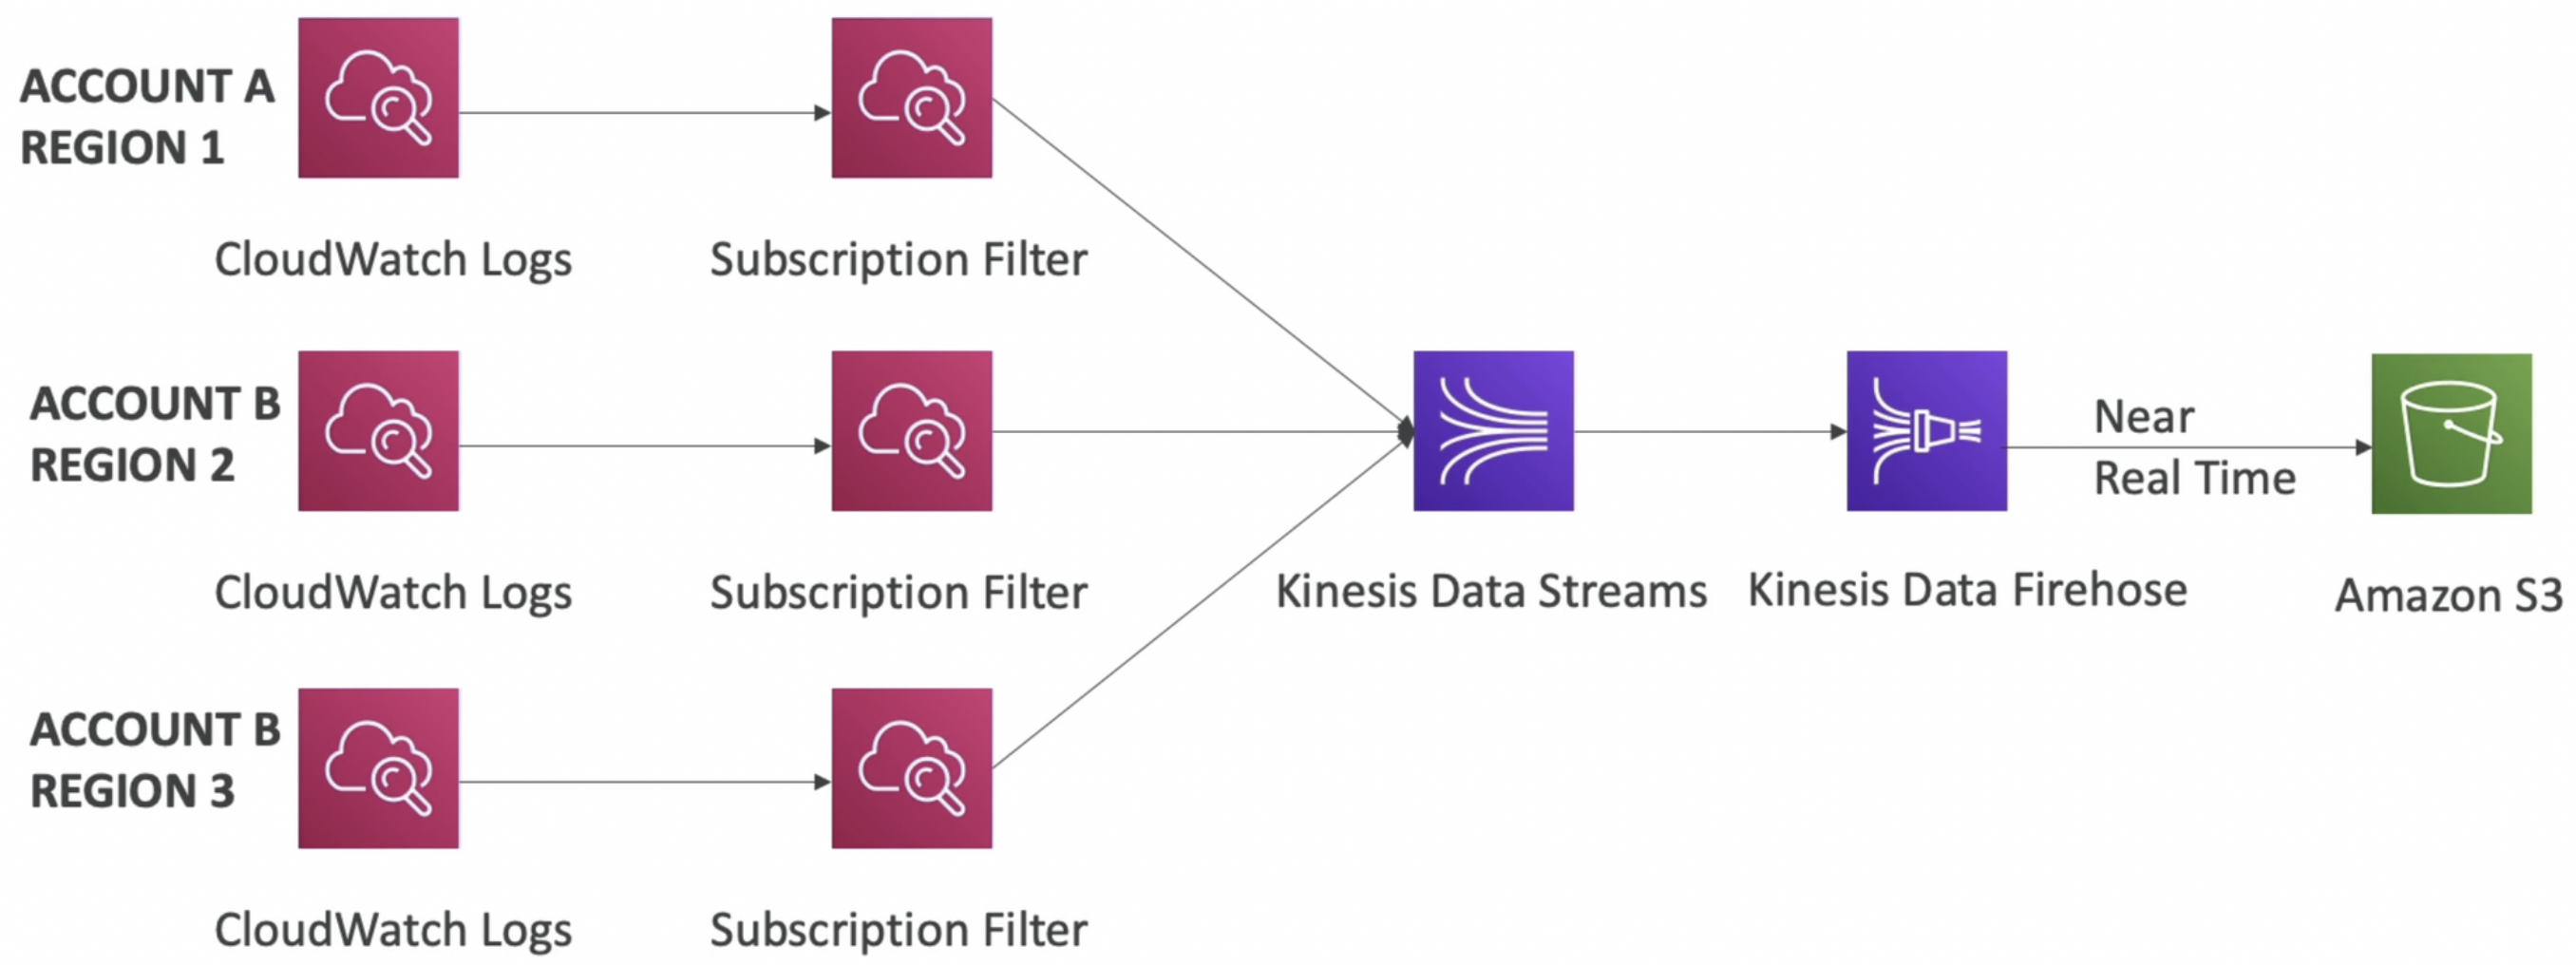 ACCOUNT A
REGION 1
CloudWatch Logs
Subscription Filter
ACCOUNT B
REGION 2
CloudWatch Logs
Subscription Filter
Kinesis Data Streams
Kinesis Data Firehose
Near
Real Time
Amazon S3
ACCOUNT B
REGION 3
CloudWatch Logs
Subscription Filter